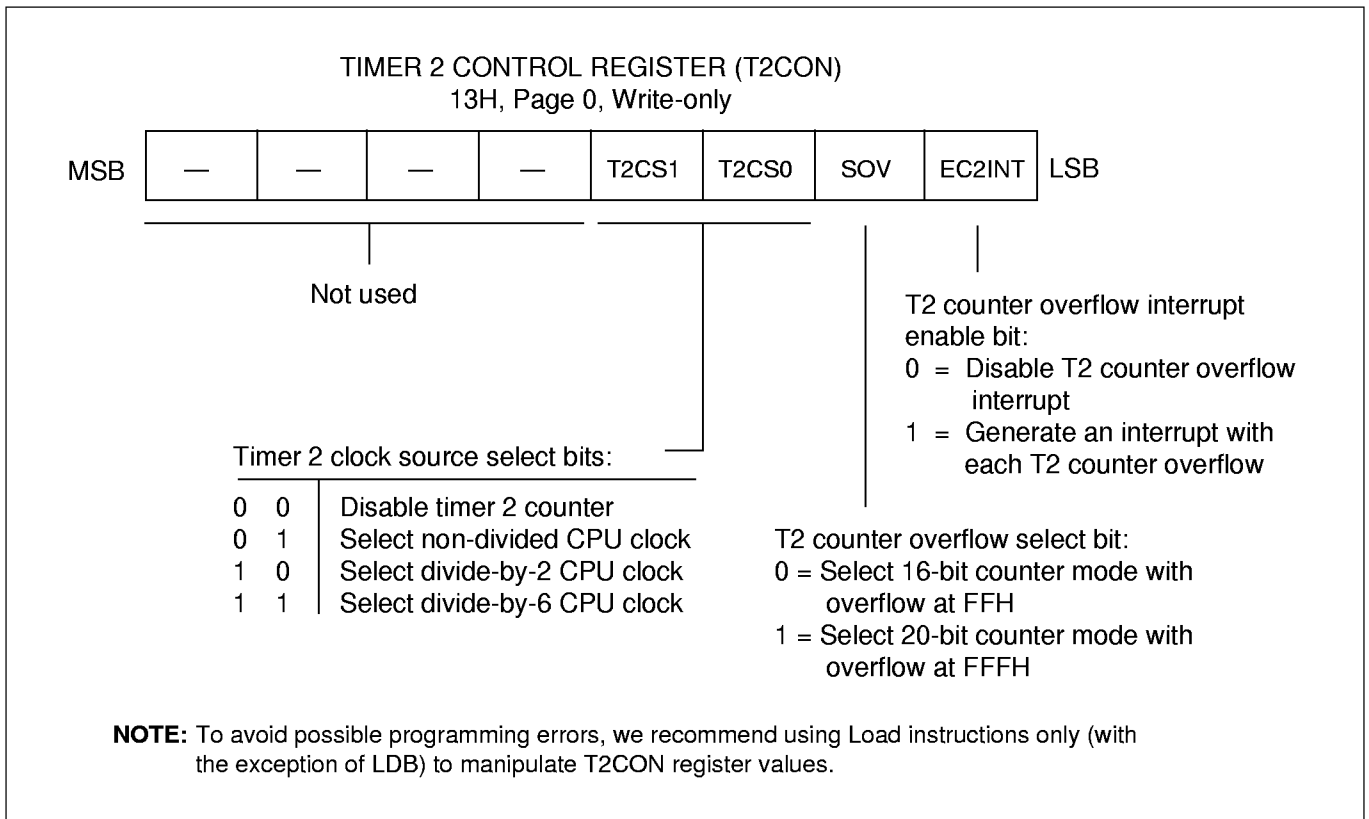 TIMER 2 CONTROL REGISTER (T2CON)
13H, Page 0, Write-only
MSB — — — — T2CS1 T2CS0 SOV EC2INT LSB
Not used
T2 counter overflow interrupt
enable bit:
0 = Disable T2 counter overflow
interrupt
1 = Generate an interrupt with
each T2 counter overflow
Timer 2 clock source select bits:
0 0 Disable timer 2 counter
0 1 Select non-divided CPU clock
1 0 Select divide-by-2 CPU clock
1 1 Select divide-by-6 CPU clock
T2 counter overflow select bit:
0 = Select 16-bit counter mode with
overflow at FFH
1 = Select 20-bit counter mode with
overflow at FFFH
NOTE: To avoid possible programming errors, we recommend using Load instructions only (with
the exception of LDB) to manipulate T2CON register values.